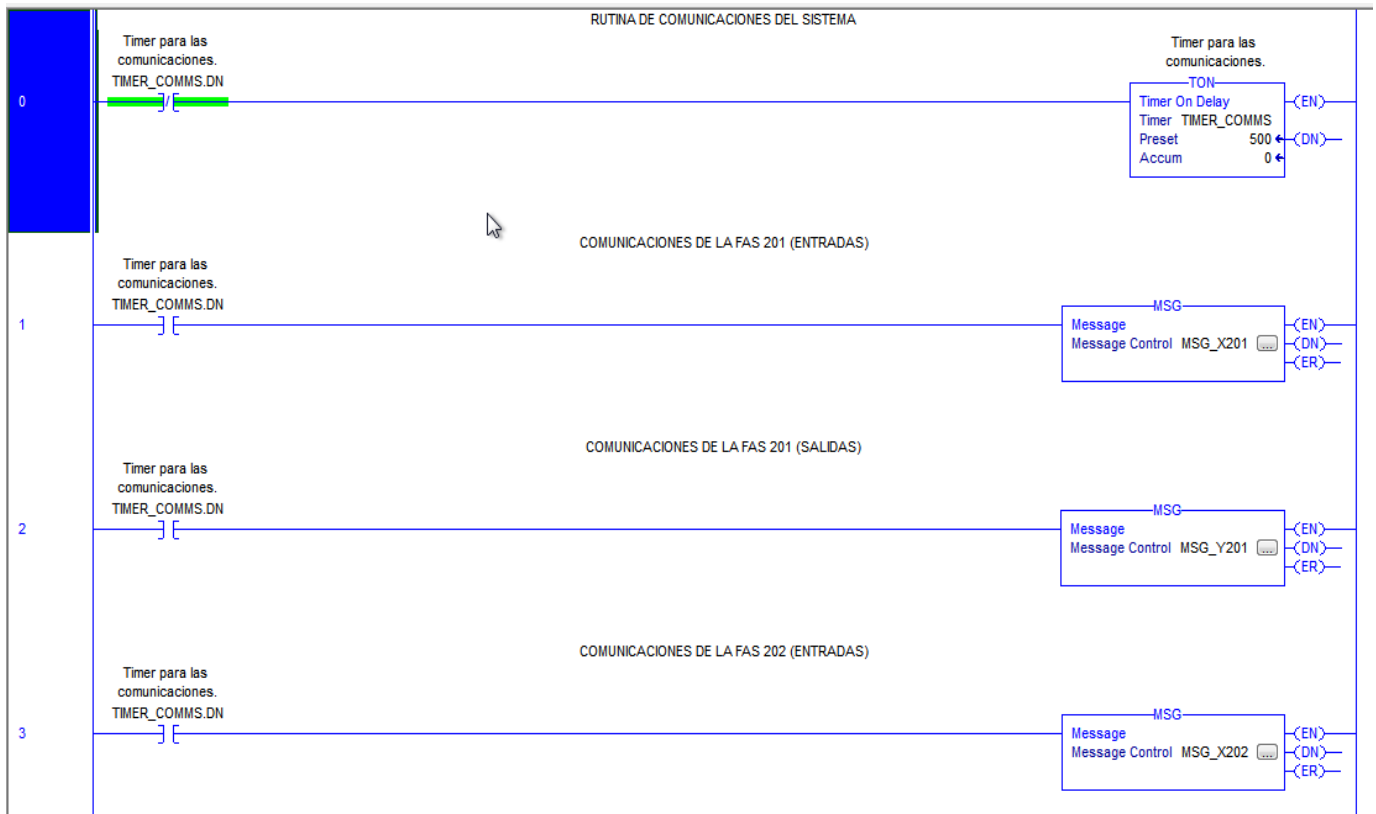 RUTINA DE COMUNICACIONES DEL SISTEMA
Timer para las
comunicaciones.
TIMER_COMMS.DN
0
Timer para las
comunicaciones.
TON
Timer On Delay
Timer TIMER_COMMS
Preset 500
Accum 0
(EN)
(DN)
COMUNICACIONES DE LA FAS 201 (ENTRADAS)
Timer para las
comunicaciones.
TIMER_COMMS.DN
1
MSG
Message
Message Control MSG_X201 ...
(EN)
(DN)
(ER)
COMUNICACIONES DE LA FAS 201 (SALIDAS)
Timer para las
comunicaciones.
TIMER_COMMS.DN
2
MSG
Message
Message Control MSG_Y201 ...
(EN)
(DN)
(ER)
COMUNICACIONES DE LA FAS 202 (ENTRADAS)
Timer para las
comunicaciones.
TIMER_COMMS.DN
3
MSG
Message
Message Control MSG_X202 ...
(EN)
(DN)
(ER)